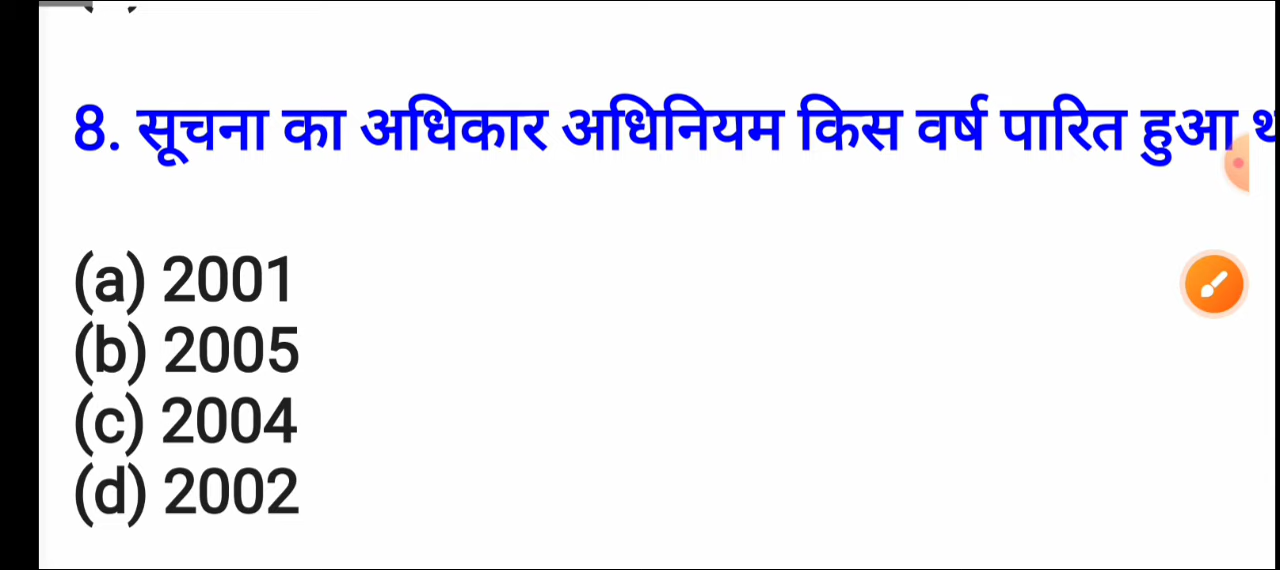 8. सूचना का अधिकार अधिनियम किस वर्ष पारित हुआ
(a) 2001
(b) 2005
(c) 2004
(d) 2002